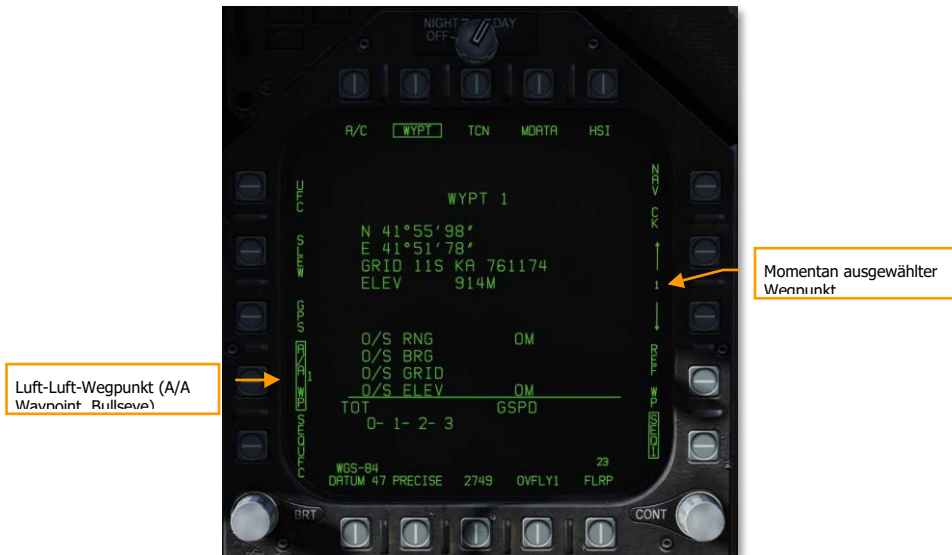 NIGHT DAY
OFF
A/C WYPT TCN MDATA HSI
UFC
SLEW
GPS
A/A WP
1
SEQUFC
WYPT 1
N 41°55'98"
E 41°51'78"
GRID 11S KA 761174
ELEV 914M
O/S RNG 0M
O/S BRG
O/S GRID
O/S ELEV 0M
TOT GSPD
0- 1- 2- 3
WGS-84
DATUM 47 PRECISE 2749 OVFLY1
23
FLRP
NAV CK
1
REF WP
SEQ1
BRT
CONT
Luft-Luft-Wegpunkt (A/A
Waypoint, Bullseye)
Momentan ausgewählter
Wegpunkt